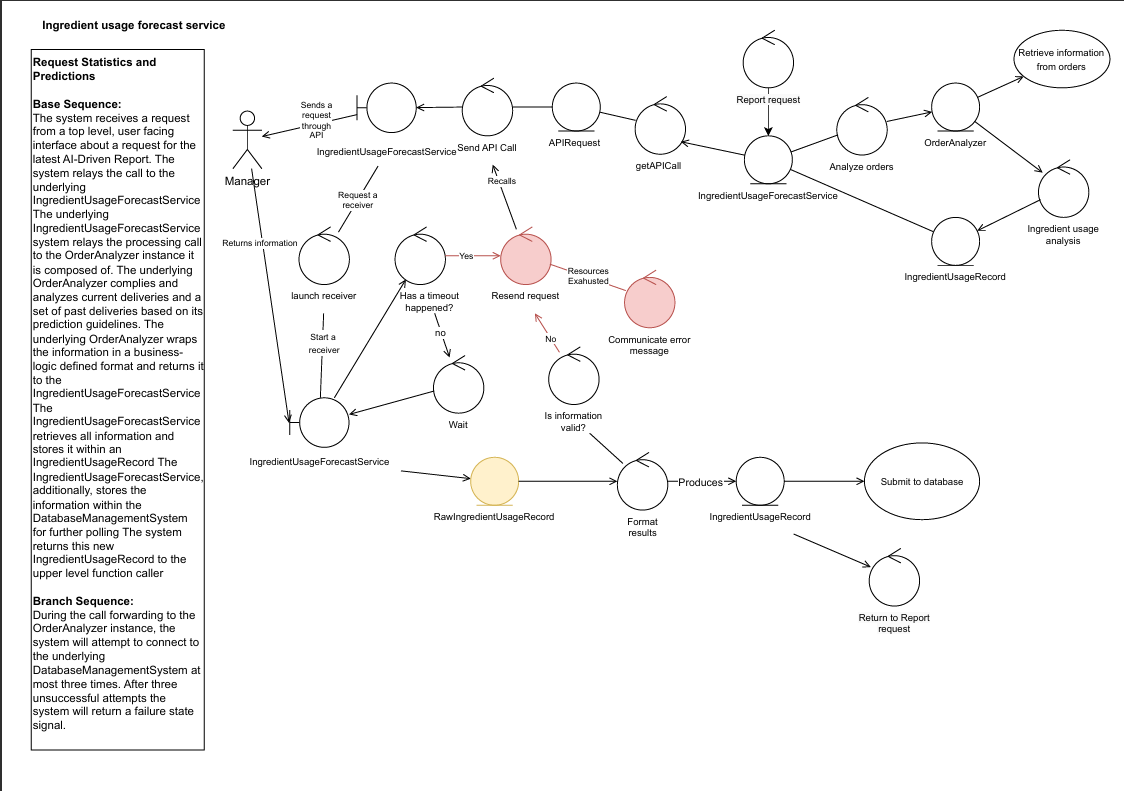 Ingredient usage forecast service
Request Statistics and
Predictions
Base Sequence:
The system receives a request
from a top level, user facing
interface about a request for the
latest AI-Driven Report. The
system relays the call to the
underlying
IngredientUsageForecastService
The underlying
IngredientUsageForecastService
system relays the processing call
to the OrderAnalyzer instance it
is composed of. The underlying
OrderAnalyzer complies and
analyzes current deliveries and a
set of past deliveries based on its
prediction guidelines. The
underlying OrderAnalyzer wraps
the information in a business-
logic defined format and returns it
to the
IngredientUsageForecastService
The
IngredientUsageForecastService
retrieves all information and
stores it within an
IngredientUsageRecord The
IngredientUsageForecastService,
additionally, stores the
information within the
DatabaseManagementSystem
for further polling The system
returns this new
IngredientUsageRecord to the
upper level function caller
Branch Sequence:
During the call forwarding to the
OrderAnalyzer instance, the
system will attempt to connect to
the underlying
DatabaseManagementSystem at
most three times. After three
unsuccessful attempts the
system will return a failure state
signal.
Manager
Sends a
request
through
API
IngredientUsageForecastService
Send API Call
APIRequest
getAPICall
Report request
IngredientUsageForecastService
Analyze orders
OrderAnalyzer
Retrieve information
from orders
Ingredient usage
analysis
IngredientUsageRecord
Request a
receiver
Recalls
Returns information
launch receiver
Has a timeout
happened?
Yes
Resend request
Resources
Exahusted
Communicate error
message
Start a
receiver
no
No
Wait
Is information
valid?
IngredientUsageForecastService
RawIngredientUsageRecord
Format
results
Produces
IngredientUsageRecord
Submit to database
Return to Report
request